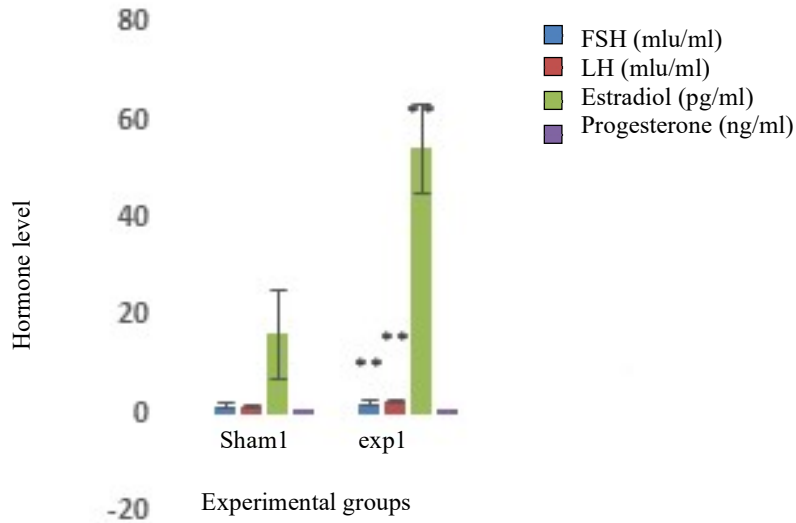 80
60
40
20
0
-20
Hormone level
**
**
**
Sham1
exp1
Experimental groups
FSH (mlu/ml)
LH (mlu/ml)
Estradiol (pg/ml)
Progesterone (ng/ml)